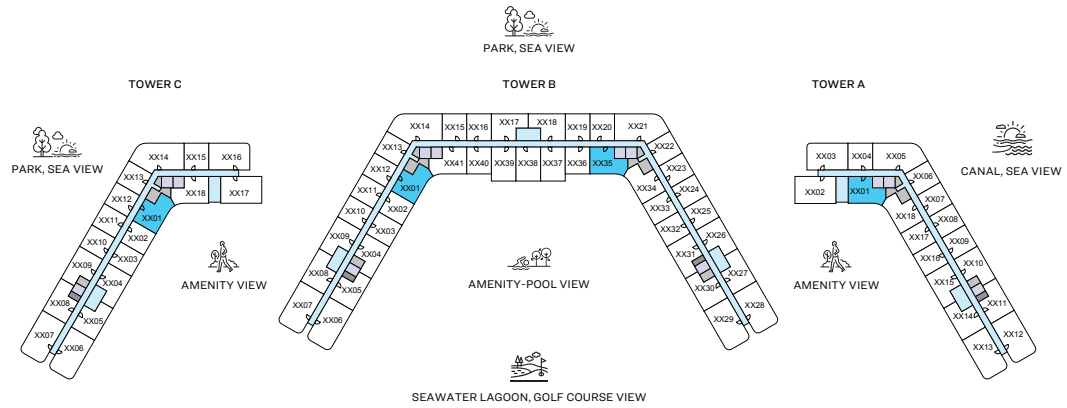 PARK, SEA VIEW
TOWER C
TOWER B
TOWER A
PARK, SEA VIEW
CANAL, SEA VIEW
XX14
XX15
XX16
XX13
XX12
XX11
XX10
XX09
XX08
XX07
XX18
XX17
XX01
XX02
XX03
XX04
XX05
XX06
AMENITY VIEW
XX14
XX15
XX16
XX17
XX18
XX19
XX20
XX21
XX13
XX12
XX11
XX10
XX09
XX08
XX07
XX41
XX40
XX39
XX38
XX37
XX36
XX35
XX01
XX02
XX03
XX04
XX05
XX06
XX22
XX23
XX24
XX25
XX26
XX27
XX28
XX34
XX33
XX32
XX31
XX30
XX29
AMENITY-POOL VIEW
XX03
XX04
XX05
XX02
XX01
XX06
XX07
XX08
XX09
XX10
XX11
XX12
XX18
XX17
XX16
XX15
XX14
XX13
AMENITY VIEW
SEAWATER LAGOON, GOLF COURSE VIEW